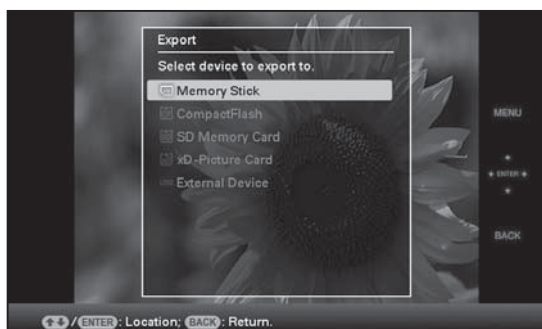 Export
Select device to export to.
Memory Stick
CompactFlash
SD Memory Card
xD-Picture Card
External Device
MENU
ENTER
BACK
/ENTER: Location; BACK: Return.